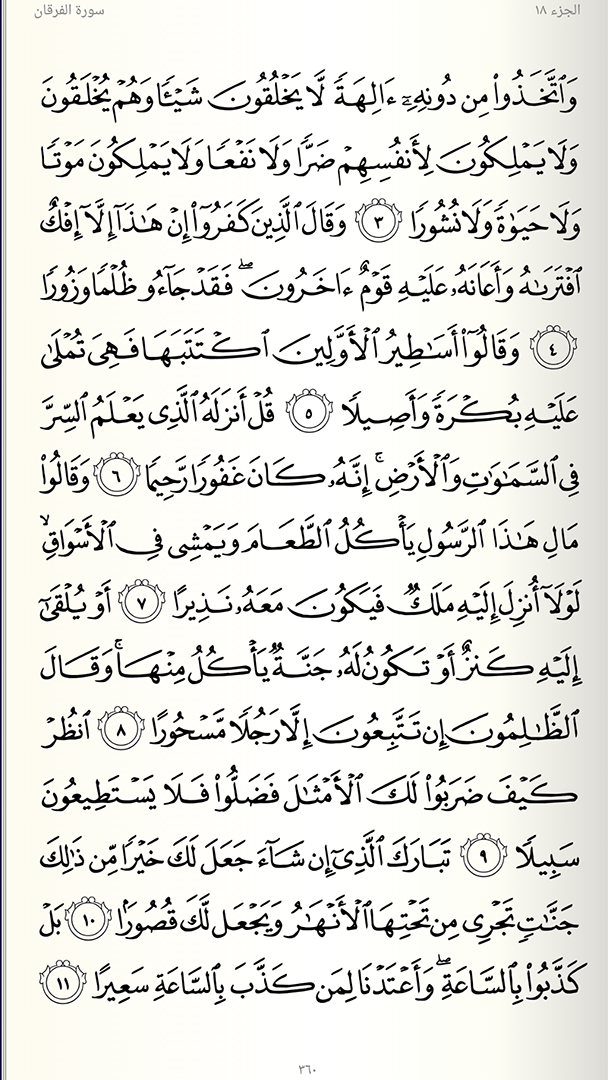 الجزء ١٨
سورة الفرقان
وَٱتَّخَذُوا۟ مِن دُونِهِۦٓ ءَالِهَةً لَّا يَخْلُقُونَ شَيْـًٔا وَهُمْ يُخْلَقُونَ
وَلَا يَمْلِكُونَ لِأَنفُسِهِمْ ضَرًّا وَلَا نَفْعًا وَلَا يَمْلِكُونَ مَوْتًا
وَلَا حَيَوٰةً وَلَا نُشُورًا ٣ وَقَالَ ٱلَّذِينَ كَفَرُوٓا۟ إِنْ هَـٰذَآ إِلَّآ إِفْكٌ
ٱفْتَرَىٰهُ وَأَعَانَهُۥ عَلَيْهِ قَوْمٌ ءَاخَرُونَ ۖ فَقَدْ جَآءُو ظُلْمًا وَزُورًا
٤ وَقَالُوٓا۟ أَسَـٰطِيرُ ٱلْأَوَّلِينَ ٱكْتَتَبَهَا فَهِىَ تُمْلَىٰ
عَلَيْهِ بُكْرَةً وَأَصِيلًا ٥ قُلْ أَنزَلَهُ ٱلَّذِى يَعْلَمُ ٱلسِّرَّ
فِى ٱلسَّمَـٰوَٰتِ وَٱلْأَرْضِ ۚ إِنَّهُۥ كَانَ غَفُورًا رَّحِيمًا ٦ وَقَالُوا۟
مَالِ هَـٰذَا ٱلرَّسُولِ يَأْكُلُ ٱلطَّعَامَ وَيَمْشِى فِى ٱلْأَسْوَاقِ ۙ
لَوْلَآ أُنزِلَ إِلَيْهِ مَلَكٌ فَيَكُونَ مَعَهُۥ نَذِيرًا ٧ أَوْ يُلْقَىٰٓ
إِلَيْهِ كَنزٌ أَوْ تَكُونُ لَهُۥ جَنَّةٌ يَأْكُلُ مِنْهَا ۚ وَقَالَ
ٱلظَّـٰلِمُونَ إِن تَتَّبِعُونَ إِلَّا رَجُلًا مَّسْحُورًا ٨ ٱنظُرْ
كَيْفَ ضَرَبُوا۟ لَكَ ٱلْأَمْثَـٰلَ فَضَلُّوا۟ فَلَا يَسْتَطِيعُونَ
سَبِيلًا ٩ تَبَارَكَ ٱلَّذِىٓ إِن شَآءَ جَعَلَ لَكَ خَيْرًا مِّن ذَٰلِكَ
جَنَّـٰتٍ تَجْرِى مِن تَحْتِهَا ٱلْأَنْهَـٰرُ وَيَجْعَل لَّكَ قُصُورًۢا ١٠ بَلْ
كَذَّبُوا۟ بِٱلسَّاعَةِ ۖ وَأَعْتَدْنَا لِمَن كَذَّبَ بِٱلسَّاعَةِ سَعِيرًا ١١
٣٦٠